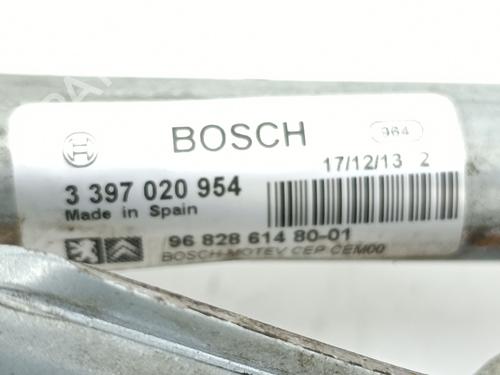 BOSCH
964
17/12/13 2
3 397 020 954
Made in Spain
96 828 614 80-01
BOSCH-MOTEV CEP CEM00